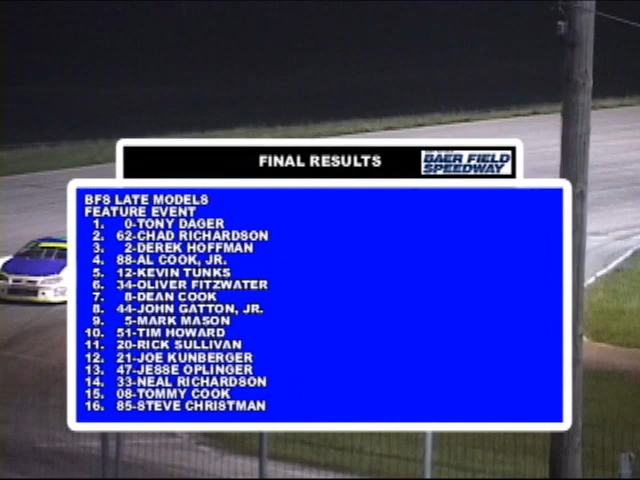 FINAL RESULTS
BAER FIELD
SPEEDWAY
BFS LATE MODELS
FEATURE EVENT
1. 0-TONY DAGER
2. 62-CHAD RICHARDSON
3. 2-DEREK HOFFMAN
4. 88-AL COOK, JR.
5. 12-KEVIN TUNKS
6. 34-OLIVER FITZWATER
7. 8-DEAN COOK
8. 44-JOHN GATTON, JR.
9. 5-MARK MASON
10. 51-TIM HOWARD
11. 20-RICK SULLIVAN
12. 21-JOE KUNBERGER
13. 47-JESSE OPLINGER
14. 33-NEAL RICHARDSON
15. 08-TOMMY COOK
16. 85-STEVE CHRISTMAN